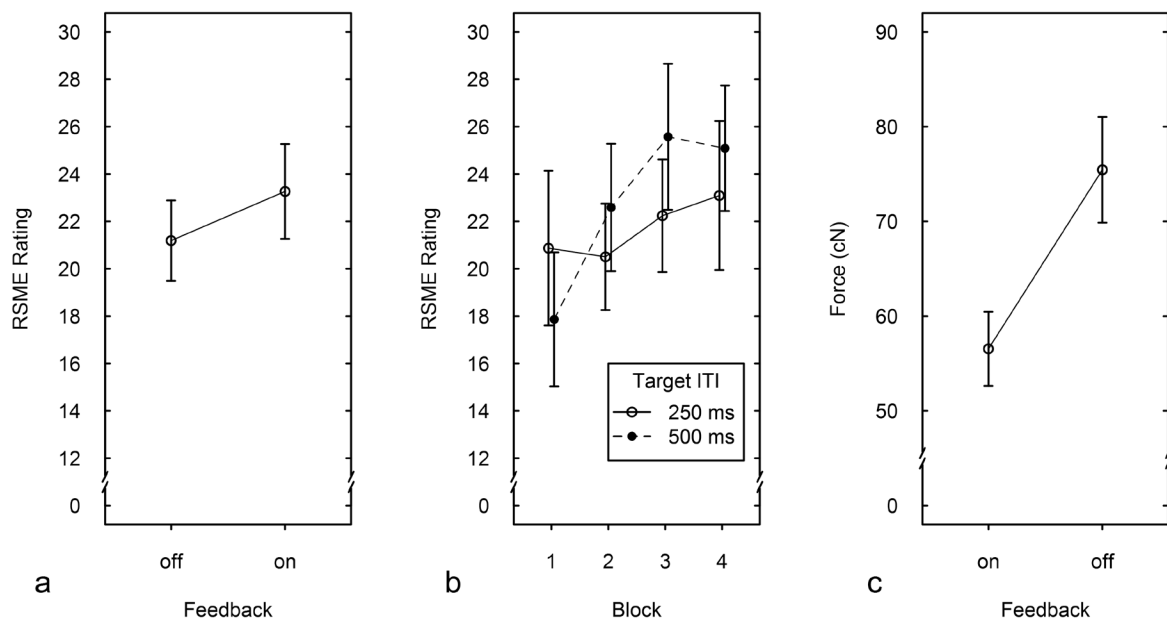 RSME Rating
30
28
26
24
22
20
18
16
14
12
0
off on
Feedback
a
RSME Rating
30
28
26
24
22
20
18
16
14
12
0
Target ITI
250 ms
500 ms
1 2 3 4
Block
b
Force (cN)
90
80
70
60
50
0
on off
Feedback
c